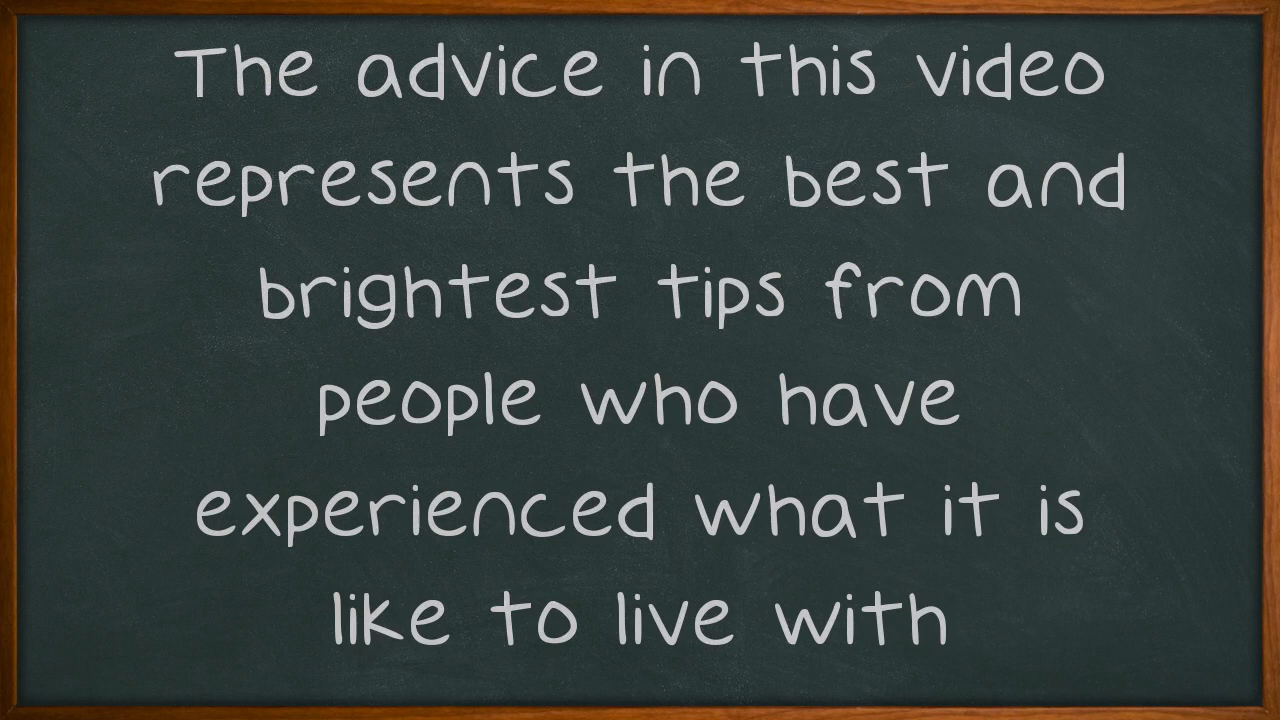 The advice in this video
represents the best and
brightest tips from
people who have
experienced what it is
like to live with